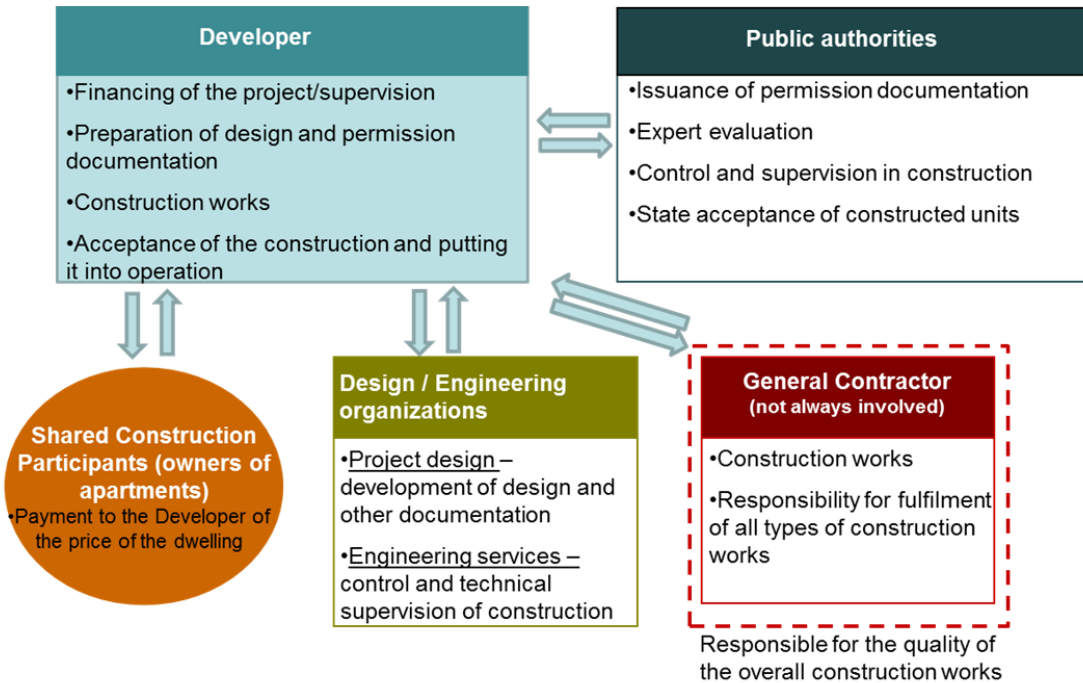 Developer
•Financing of the project/supervision
•Preparation of design and permission
documentation
•Construction works
•Acceptance of the construction and putting
it into operation
Public authorities
•Issuance of permission documentation
•Expert evaluation
•Control and supervision in construction
•State acceptance of constructed units
Shared Construction
Participants (owners of
apartments)
•Payment to the Developer of
the price of the dwelling
Design / Engineering
organizations
•Project design –
development of design and
other documentation
•Engineering services –
control and technical
supervision of construction
General Contractor
(not always involved)
•Construction works
•Responsibility for fulfilment
of all types of construction
works
Responsible for the quality of
the overall construction works